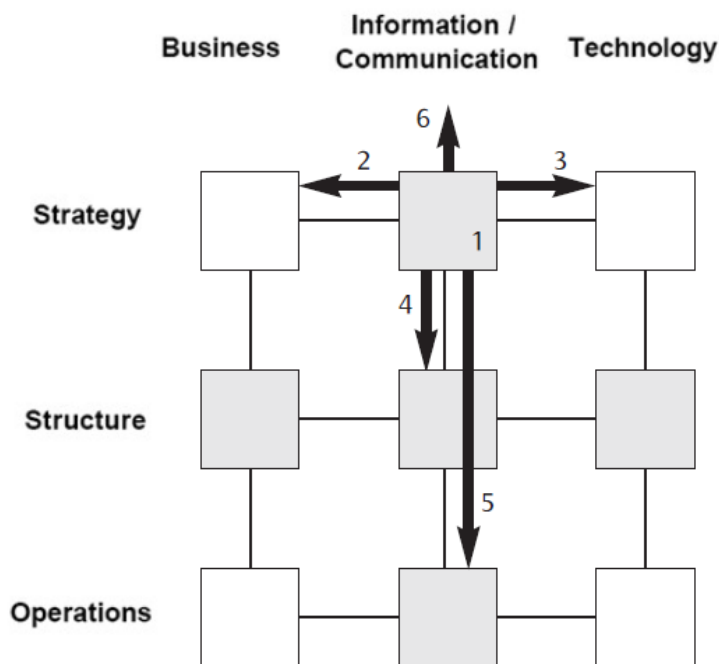 Information /
Business
Communication
Technology
6
2
3
Strategy
1
4
Structure
5
Operations